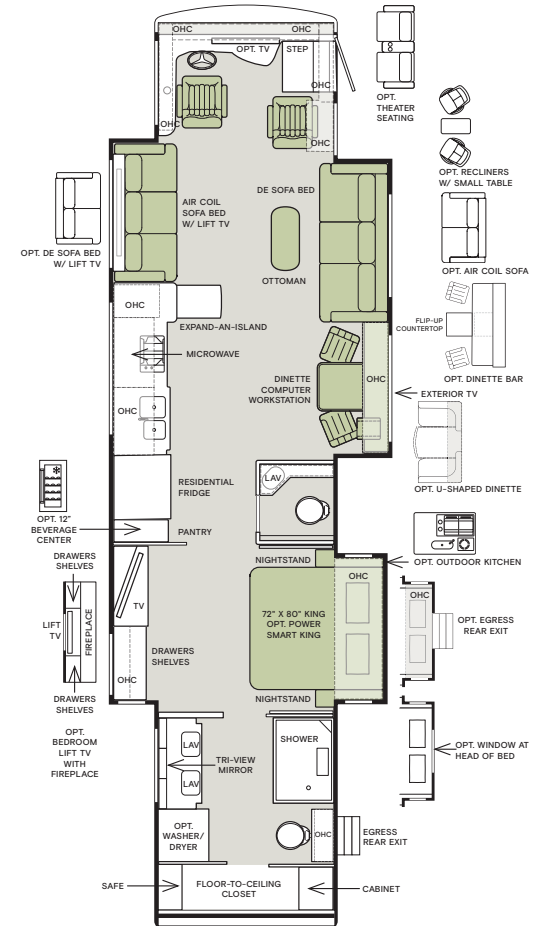 OHC
OHC
OPT. TV
STEP
OHC
OHC
OHC
OPT.
THEATER
SEATING
OPT. RECLINERS
W/ SMALL TABLE
DE SOFA BED
AIR COIL
SOFA BED
W/ LIFT TV
OPT. DE SOFA BED
W/ LIFT TV
OTTOMAN
OPT. AIR COIL SOFA
OHC
EXPAND-AN-ISLAND
FLIP-UP
COUNTERTOP
MICROWAVE
OPT. DINETTE BAR
DINETTE
COMPUTER
WORKSTATION
OHC
EXTERIOR TV
OHC
OPT. U-SHAPED DINETTE
RESIDENTIAL
FRIDGE
LAV
OPT. 12"
BEVERAGE
CENTER
PANTRY
DRAWERS
SHELVES
NIGHTSTAND
OPT. OUTDOOR KITCHEN
OHC
OHC
TV
72" X 80" KING
OPT. POWER
SMART KING
OPT. EGRESS
REAR EXIT
LIFT
TV
FIREPLACE
DRAWERS
SHELVES
OHC
NIGHTSTAND
DRAWERS
SHELVES
OPT.
BEDROOM
LIFT TV
WITH
FIREPLACE
LAV
LAV
TRI-VIEW
MIRROR
SHOWER
OPT. WINDOW AT
HEAD OF BED
OPT.
WASHER/
DRYER
OHC
EGRESS
REAR EXIT
SAFE
FLOOR-TO-CEILING
CLOSET
CABINET